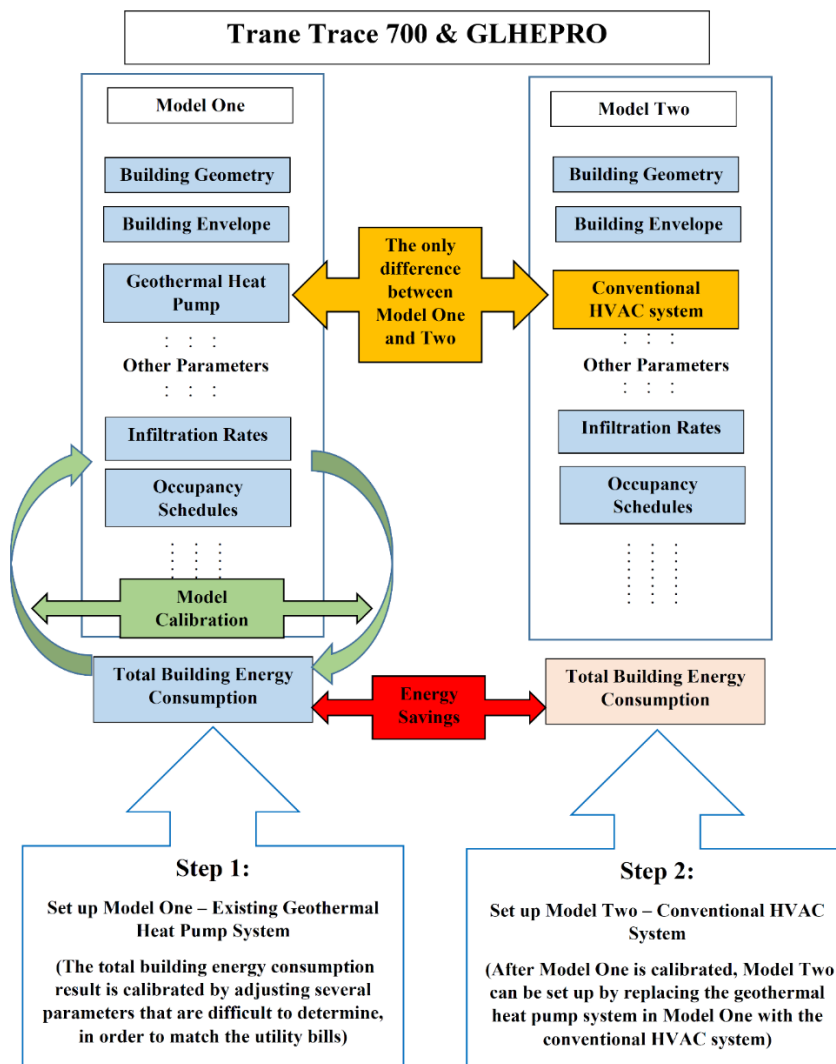 Trane Trace 700 & GLHEPRO
Model One
Building Geometry
Building Envelope
Geothermal Heat
Pump
: : :
Other Parameters
: : :
Infiltration Rates
Occupancy
Schedules
Model
Calibration
Total Building Energy
Consumption
The only
difference
between
Model One
and Two
Energy
Savings
Model Two
Building Geometry
Building Envelope
Conventional
HVAC system
: : :
Other Parameters
: : :
Infiltration Rates
Occupancy
Schedules
Total Building Energy
Consumption
Step 1:
Set up Model One – Existing Geothermal
Heat Pump System
(The total building energy consumption
result is calibrated by adjusting several
parameters that are difficult to determine,
in order to match the utility bills)
Step 2:
Set up Model Two – Conventional HVAC
System
(After Model One is calibrated, Model Two
can be set up by replacing the geothermal
heat pump system in Model One with the
conventional HVAC system)